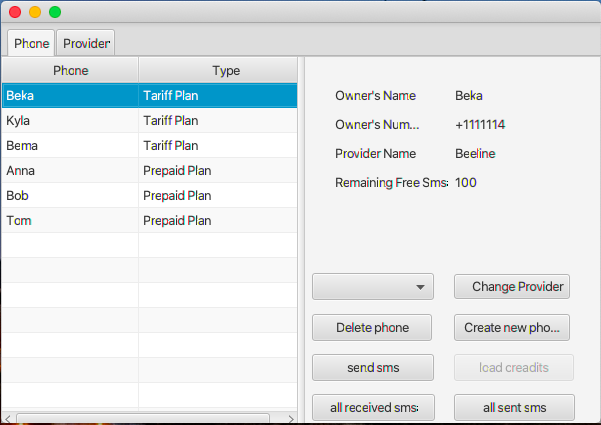 Phone Provider
Phone Type
Beka Tariff Plan
Kyla Tariff Plan
Bema Tariff Plan
Anna Prepaid Plan
Bob Prepaid Plan
Tom Prepaid Plan
Owner's Name Beka
Owner's Num... +1111114
Provider Name Beeline
Remaining Free Sms: 100
Change Provider
Delete phone Create new pho...
send sms load creadits
all received sms: all sent sms